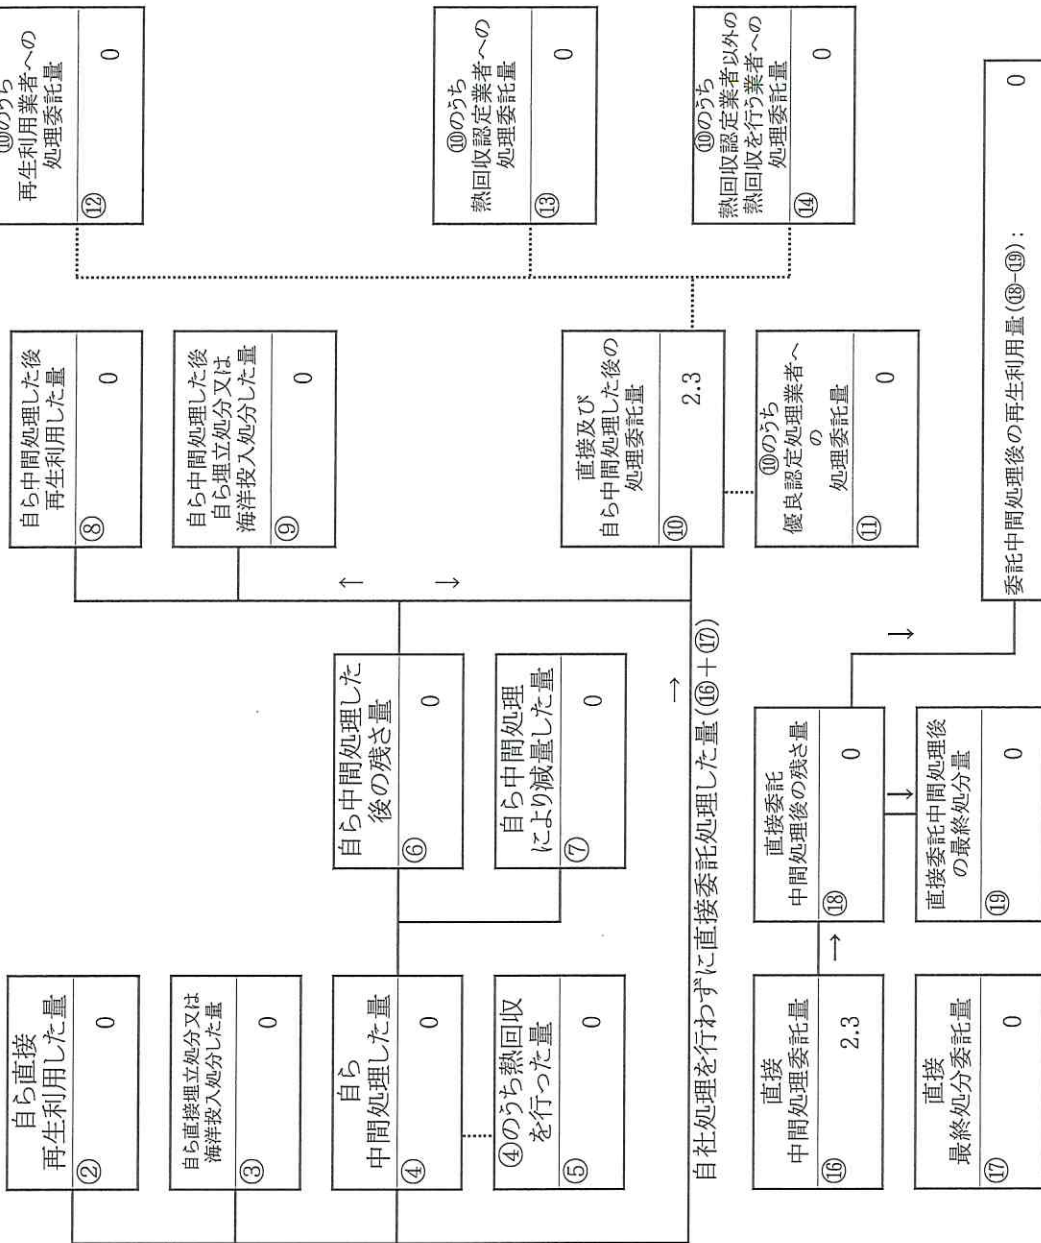 自ら直接
再生利用した量
② 0
自ら直接埋立処分又は
海洋投入処分した量
③ 0
自ら
中間処理した量
④ 0
④のうち熱回収
を行った量
⑤ 0
自ら中間処理した
後の残さ量
⑥ 0
自ら中間処理
により減量した量
⑦ 0
↑
↓
自ら中間処理した後
再生利用した量
⑧ 0
自ら中間処理した後
自ら埋立処分又は
海洋投入処分した量
⑨ 0
直接及び
自ら中間処理した後の
処理委託量
⑩ 2.3
⑩のうち
優良認定処理業者へ
の
処理委託量
⑪ 0
⑩のうち
再生利用業者への
処理委託量
⑫ 0
⑩のうち
熱回収認定業者への
処理委託量
⑬ 0
⑩のうち
熱回収認定業者以外の
熱回収を行う業者への
処理委託量
⑭ 0
→
自社処理を行わずに直接委託処理した量(⑯+⑰)
直接
中間処理委託量
⑯ 2.3
→
直接
最終処分委託量
⑰ 0
直接委託
中間処理後の残さ量
⑱ 0
↓
直接委託中間処理後
の最終処分量
⑲ 0
↓
委託中間処理後の再生利用量(⑱-⑲): 0